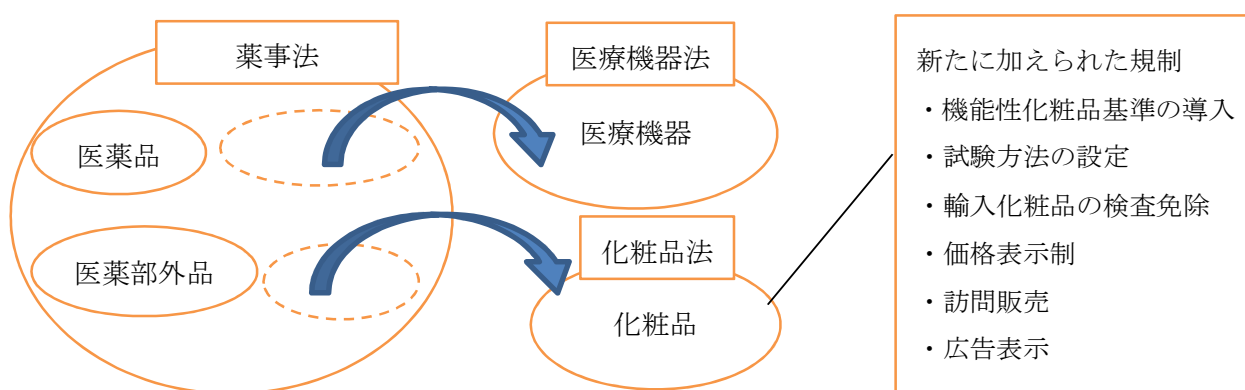 薬事法
医薬品
医薬部外品
医療機器法
医療機器
化粧品法
化粧品
新たに加えられた規制
・機能性化粧品基準の導入
・試験方法の設定
・輸入化粧品の検査免除
・価格表示制
・訪問販売
・広告表示